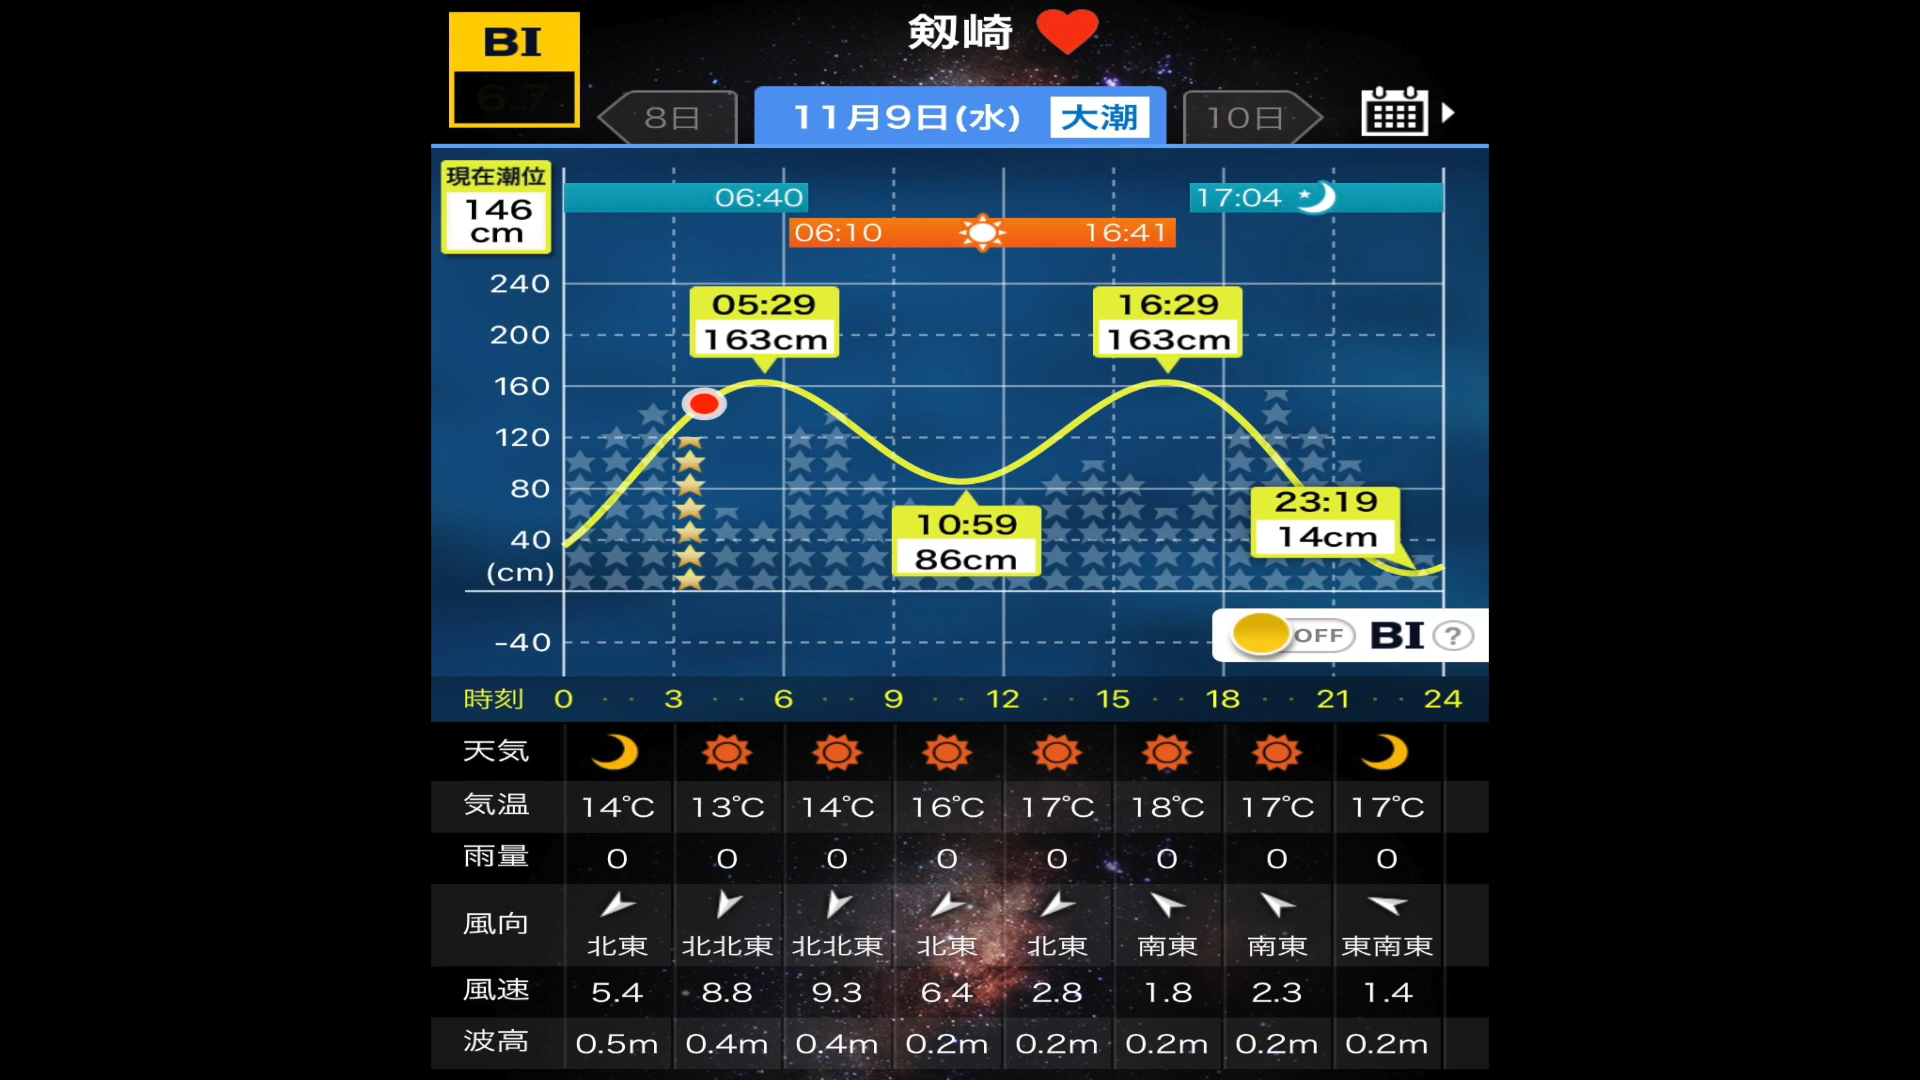 BI
6.7
剱崎
8日
11月9日(水) 大潮
10日
現在潮位
146
cm
06:40
17:04
06:10
16:41
240
200
160
120
80
40
(cm)
-40
05:29
163cm
16:29
163cm
10:59
86cm
23:19
14cm
OFF BI ?
時刻 0 3 6 9 12 15 18 21 24
天気
気温 14℃ 13℃ 14℃ 16℃ 17℃ 18℃ 17℃ 17℃
雨量 0 0 0 0 0 0 0 0
風向 北東 北北東 北北東 北東 北東 南東 南東 東南東
風速 5.4 8.8 9.3 6.4 2.8 1.8 2.3 1.4
波高 0.5m 0.4m 0.4m 0.2m 0.2m 0.2m 0.2m 0.2m